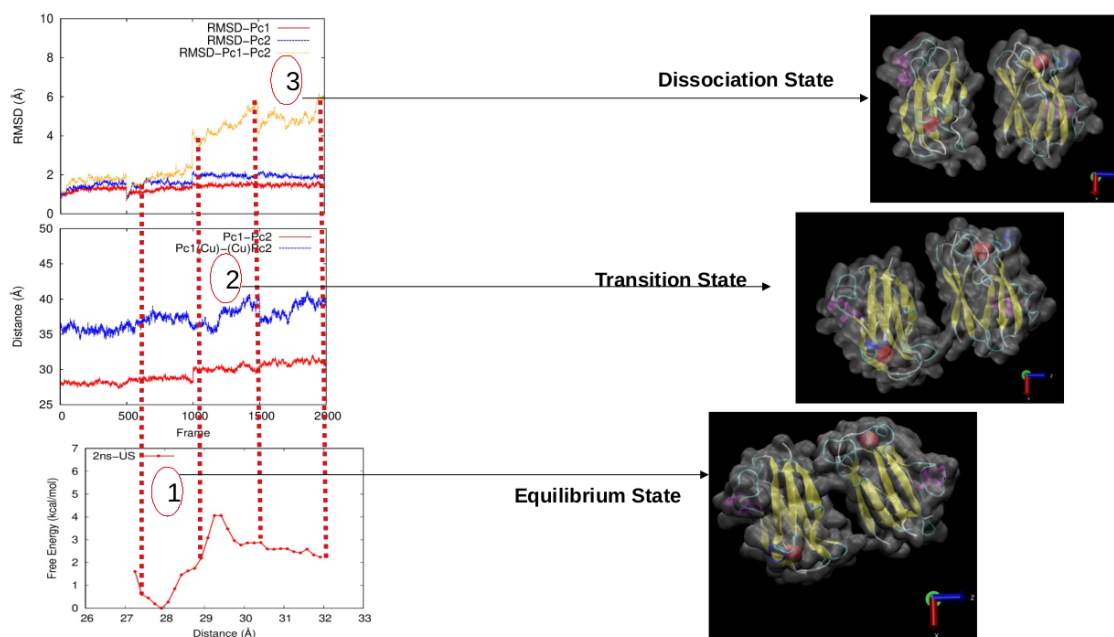 10
8
6
4
2
0
RMSD (Å)
RMSD-Pc1
RMSD-Pc2
RMSD-Pc1-Pc2
3
Dissociation State
50
45
40
35
30
25
Distance (Å)
Pc1-Pc2
Pc1(Cu)-(Cu)Pc2
2
Transition State
0 500 1000 1500 2000
Frame
7
6
5
4
3
2
1
0
Free Energy (kcal/mol)
2ns-US
1
Equilibrium State
26 27 28 29 30 31 32 33
Distance (Å)
z
x